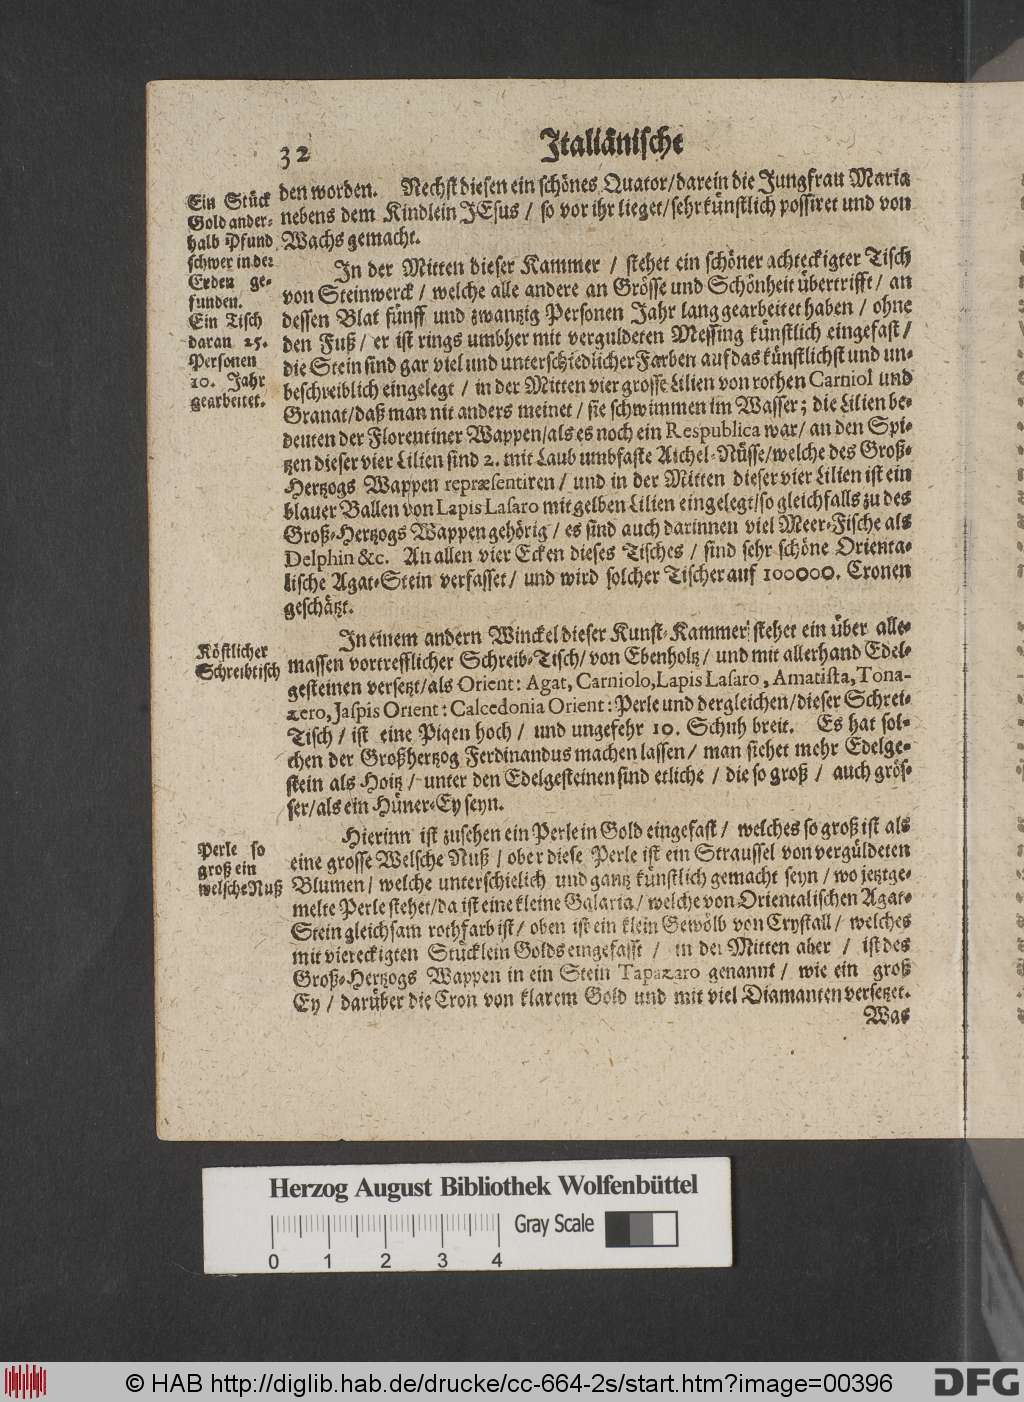 32
Italiänische
den worden. Nechst diesen ein schönes Quator/ darein die Jungfrau Maria
nebens dem Kindlein JEsus / so vor ihr lieget/ sehr künstlich possiret und von
Wachs gemacht.
Ein Stück
Gold ander-
halb Pfund
schwer in der
Erden ge-
funden.
Ein Tisch
daran 25.
Personen
10. Jahr
gearbeitet.
In der Mitten dieser Kammer / stehet ein schöner achteckigter Tisch
von Steinwerck / welche alle andere an Grösse und Schönheit übertrifft / an
dessen Blat fünff und zwantzig Personen Jahr lang gearbeitet haben / ohne
den Fuß / er ist rings umbher mit verguldeten Messing künstlich eingefast /
die Stein sind gar viel und unterschiedlicher Farben auf das künstlichst und un-
beschreiblich eingelegt / in der Mitten vier grosse Lilien von rothen Carniol und
Granat/ daß man nit anders meinet / sie schwimmen im Wasser; die Lilien be-
deuten der Florentiner Wappen/ als es noch ein Respublica war/ an den Spi-
tzen dieser vier Lilien sind 2. mit Laub umbfaste Aichel-Nüsse/ welche des Groß-
Hertzogs Wappen repræsentiren / und in der Mitten dieser vier Lilien ist ein
blauer Ballen von Lapis Lasaro mit gelben Lilien eingelegt/ so gleichfalls zu des
Groß-Hertzogs Wappen gehörig / es sind auch darinnen viel Meer-Fische als
Delphin &c. An allen vier Ecken dieses Tisches / sind sehr schöne Orienta-
lische Agat-Stein verfasset / und wird solcher Tisch er auf 100000. Cronen
geschätzt.
Köstlicher
Schreibtisch
In einem andern Winckel dieser Kunst-Kammer stehet ein über alle-
massen vortrefflicher Schreib-Tisch/ von Ebenholtz / und mit allerhand Edel-
gesteinen versetzt/ als Orient: Agat, Carniolo, Lapis Lasaro, Amatista, Tona-
zero, Jaspis Orient: Calcedonia Orient: Perle und dergleichen/ dieser Schrei-
Tisch / ist eine Piqen hoch / und ungefehr 10. Schuh breit. Es hat sol-
chen der Großhertzog Ferdinandus machen lassen / man siehet mehr Edelge-
stein als Holtz / unter den Edelgesteinen sind etliche / die so groß / auch grös-
ser/ als ein Hüner-Ey seyn.
Perle so
groß ein
welsche Nuß
Hierinn ist zusehen ein Perle in Gold eingefast / welches so groß ist als
eine grosse Welsche Nuß / ober diese Perle ist ein Straussel von vergüldeten
Blumen / welche unterschielich und gantz künstlich gemacht seyn / wo jetztge-
melte Perle stehet/ da ist eine kleine Galaria / welche von Orientalischen Agat-
Stein gleichsam rothfarb ist / oben ist ein klein Gewölb von Crystall / welches
mit viereckigten Stücklein Golds eingefasst / in der Mitten aber / ist des
Groß-Hertzogs Wappen in ein Stein Tapazaro genannt / wie ein groß
Ey / darüber die Cron von klarem Gold und mit viel Diamanten versetzet.
Was
Herzog August Bibliothek Wolfenbüttel
Gray Scale
0 1 2 3 4
© HAB http://diglib.hab.de/drucke/cc-664-2s/start.htm?image=00396
DFG